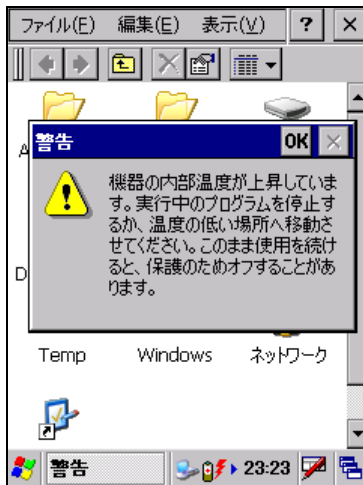 ファイル(F) 編集(E) 表示(V) ? ×
警告 OK ×
機器の内部温度が上昇していま
す。実行中のプログラムを停止す
るか、温度の低い場所へ移動さ
せてください。このまま使用を続け
ると、保護のためオフすることがあ
ります。
A
D
Temp Windows ネットワーク
警告 23:23